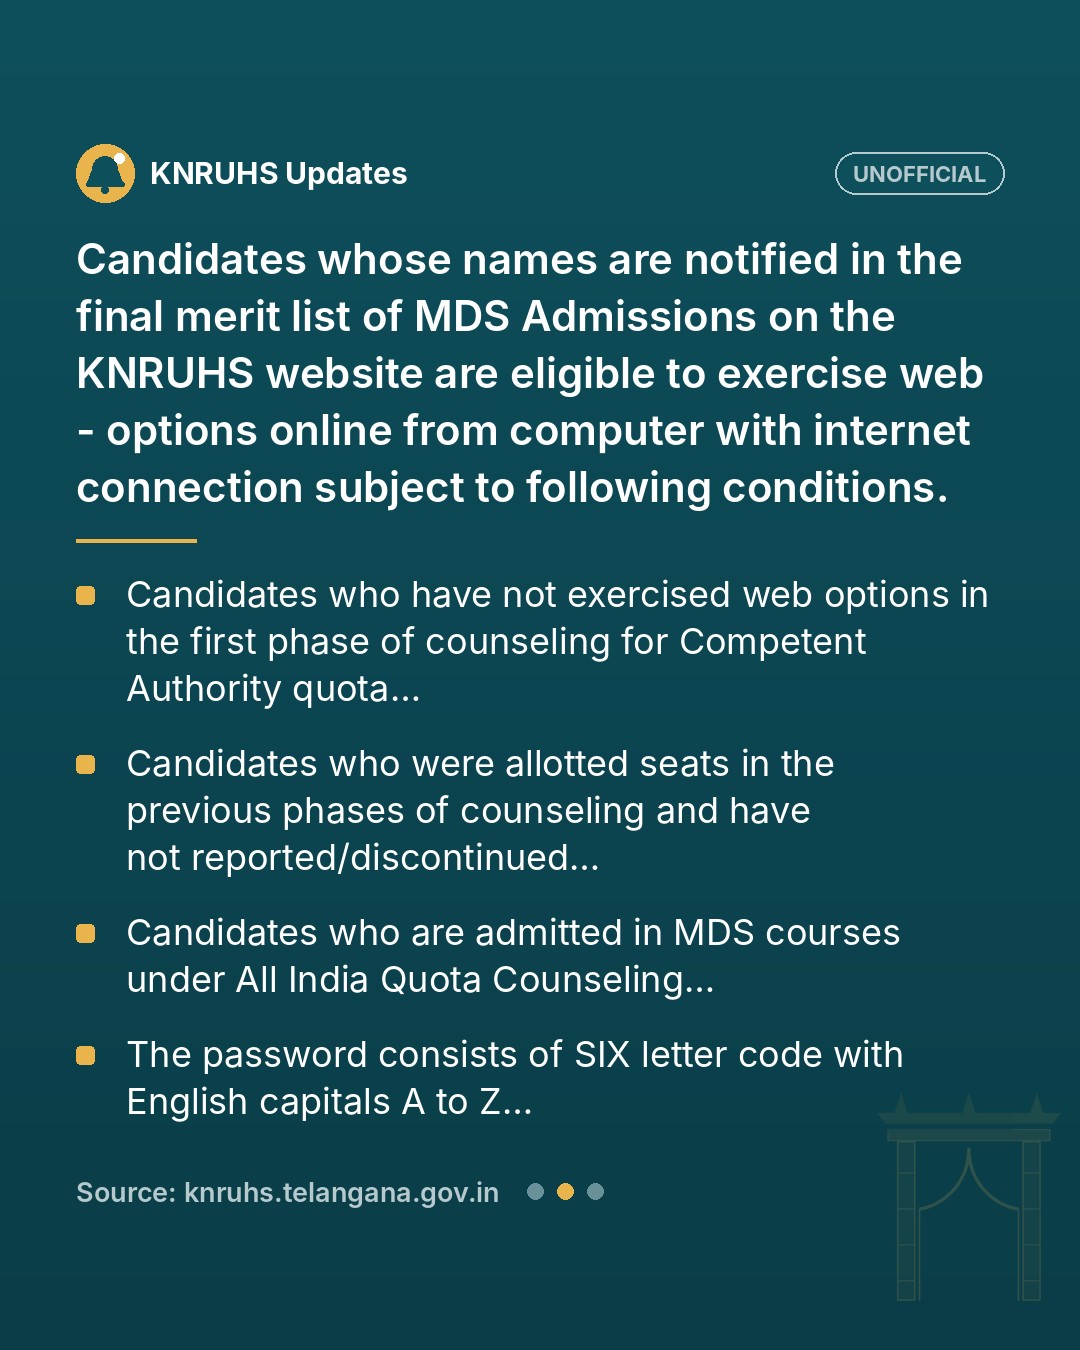 KNRUHS Updates
UNOFFICIAL
Candidates whose names are notified in the
final merit list of MDS Admissions on the
KNRUHS website are eligible to exercise web
- options online from computer with internet
connection subject to following conditions.
Candidates who have not exercised web options in
the first phase of counseling for Competent
Authority quota...
Candidates who were allotted seats in the
previous phases of counseling and have
not reported/discontinued...
Candidates who are admitted in MDS courses
under All India Quota Counseling...
The password consists of SIX letter code with
English capitals A to Z...
Source: knruhs.telangana.gov.in